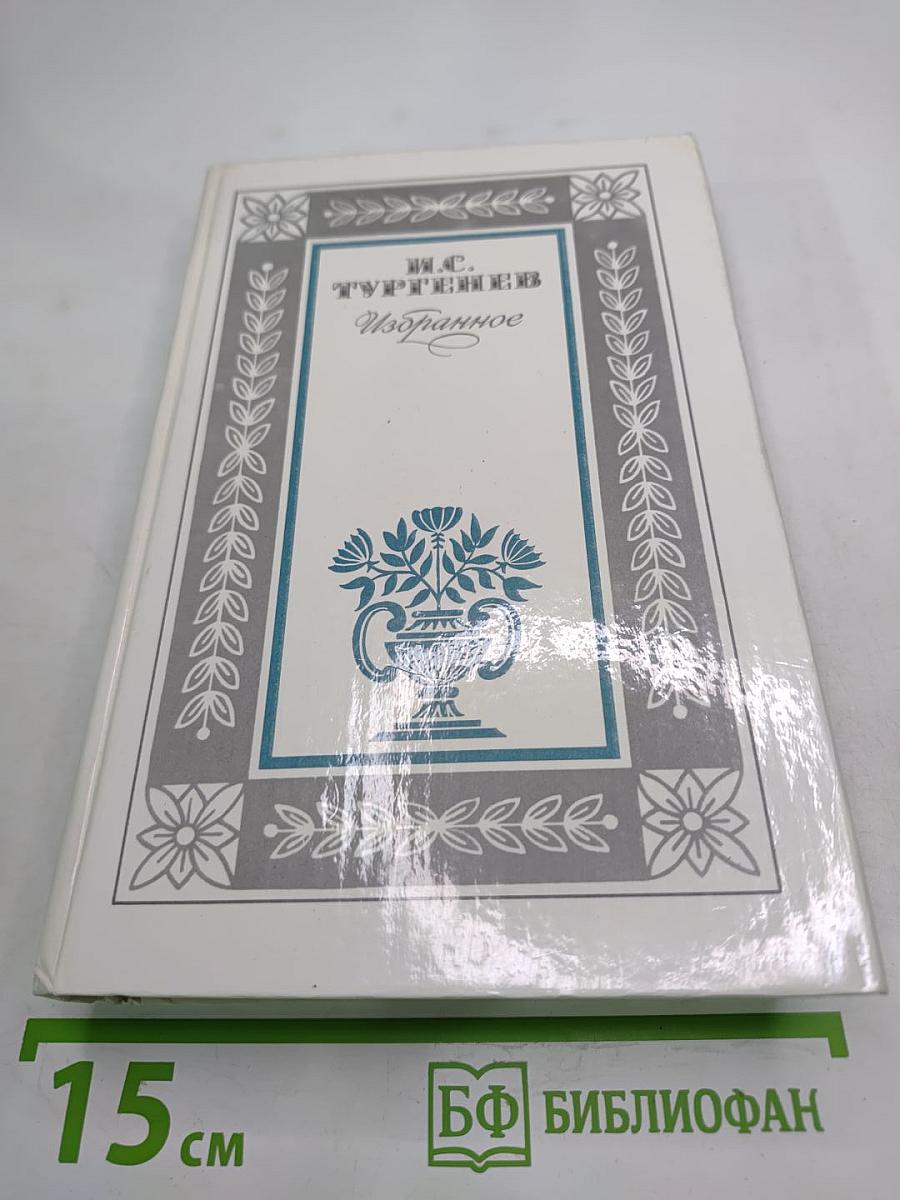 И.С.
ТУРГЕНЕВ
Избранное
15 см
БФ БИБЛИОФАН